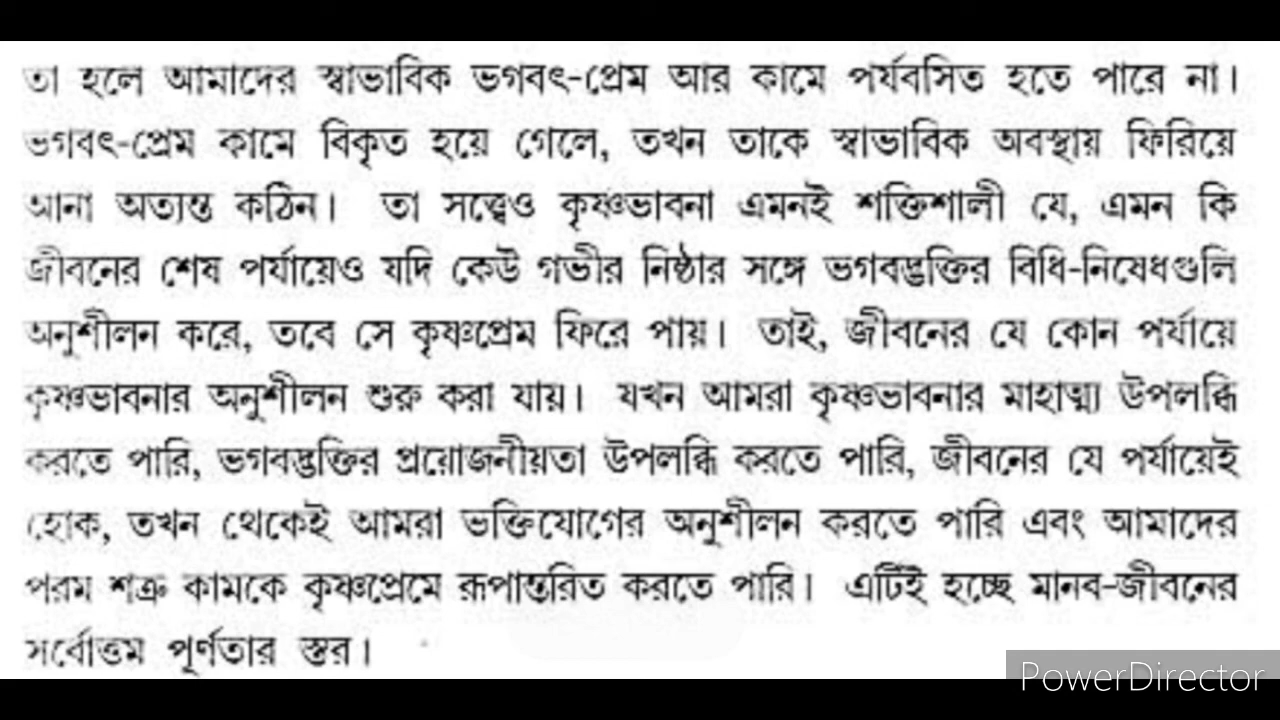 তা হলে আমাদের স্বাভাবিক ভগবৎ-প্রেম আর কামে পর্যবসিত হতে পারে না।
ভগবৎ-প্রেম কামে বিকৃত হয়ে গেলে, তখন তাকে স্বাভাবিক অবস্থায় ফিরিয়ে
আনা অত্যন্ত কঠিন। তা সত্ত্বেও কৃষ্ণভাবনা এমনই শক্তিশালী যে, এমন কি
জীবনের শেষ পর্যায়েও যদি কেউ গভীর নিষ্ঠার সঙ্গে ভগবদ্ভক্তির বিধি-নিষেধগুলি
অনুশীলন করে, তবে সে কৃষ্ণপ্রেম ফিরে পায়। তাই, জীবনের যে কোন পর্যায়ে
কৃষ্ণভাবনার অনুশীলন শুরু করা যায়। যখন আমরা কৃষ্ণভাবনার মাহাত্ম্য উপলব্ধি
করতে পারি, ভগবদ্ভক্তির প্রয়োজনীয়তা উপলব্ধি করতে পারি, জীবনের যে পর্যায়েই
হোক, তখন থেকেই আমরা ভক্তিযোগের অনুশীলন করতে পারি এবং আমাদের
পরম শত্রু কামকে কৃষ্ণপ্রেমে রূপান্তরিত করতে পারি। এটিই হচ্ছে মানব-জীবনের
সর্বোত্তম পূর্ণতার স্তর।
PowerDirector